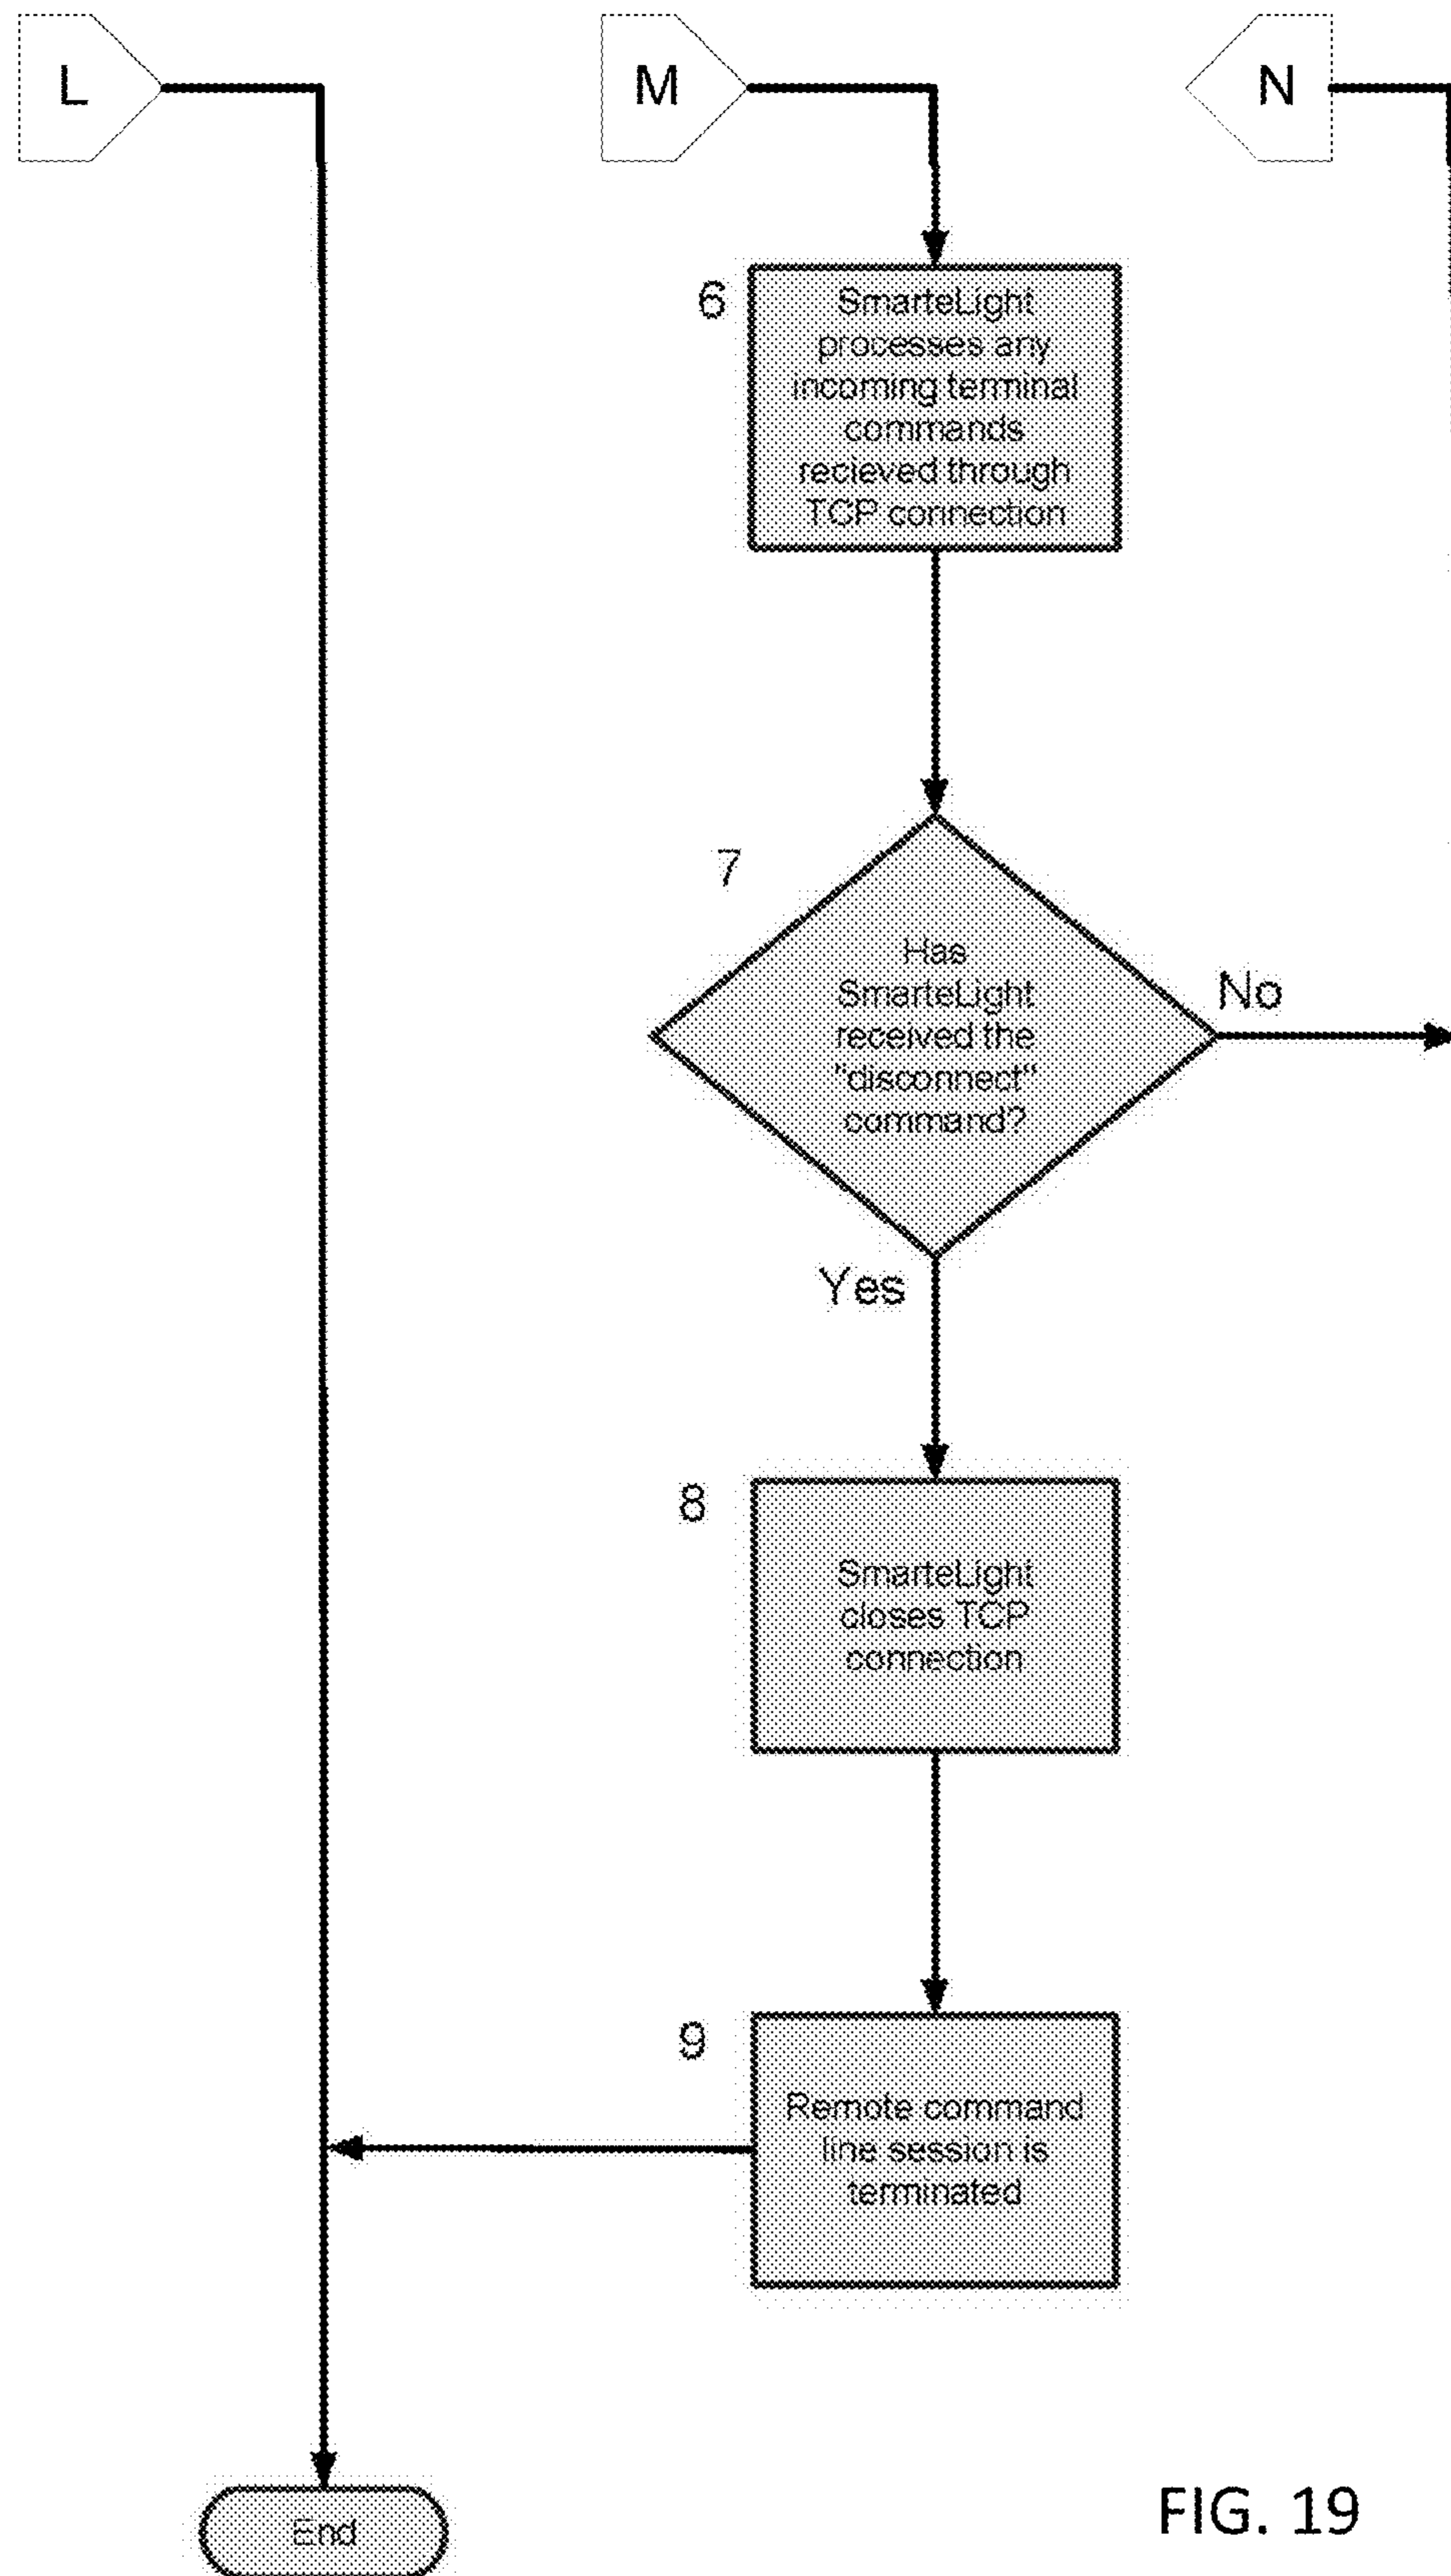 L
M
N
6
SmarteLight
processes any
incoming terminal
commands
recieved through
TCP connection
7
Has
SmarteLight
received the
"disconnect"
command?
No
Yes
8
SmarteLight
closes TCP
connection
9
Remote command
line session is
terminated
End
FIG. 19